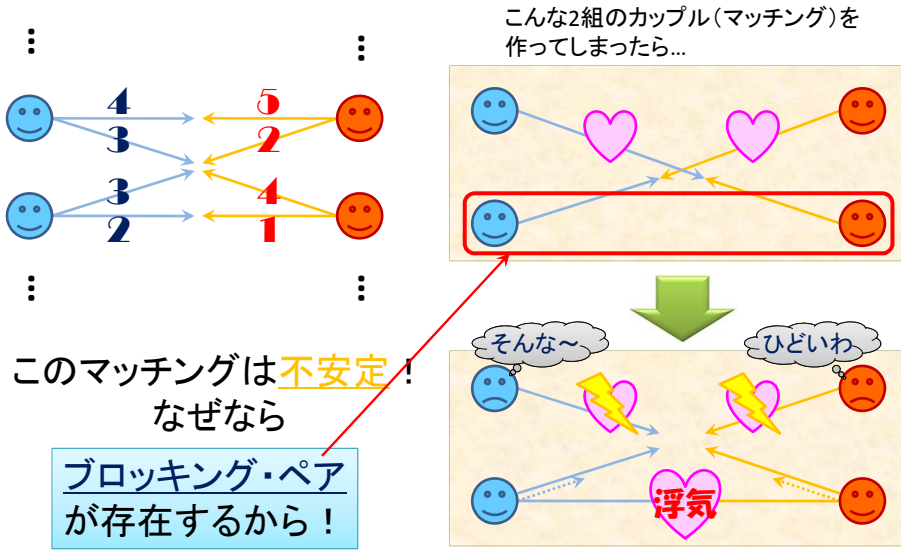 こんな2組のカップル（マッチング）を
作ってしまったら…
⋮ ⋮
4 5
3 2
3 4
2 1
⋮ ⋮
そんな～ ひどいわ
このマッチングは不安定！
なぜなら
ブロッキング・ペア
が存在するから！
浮気